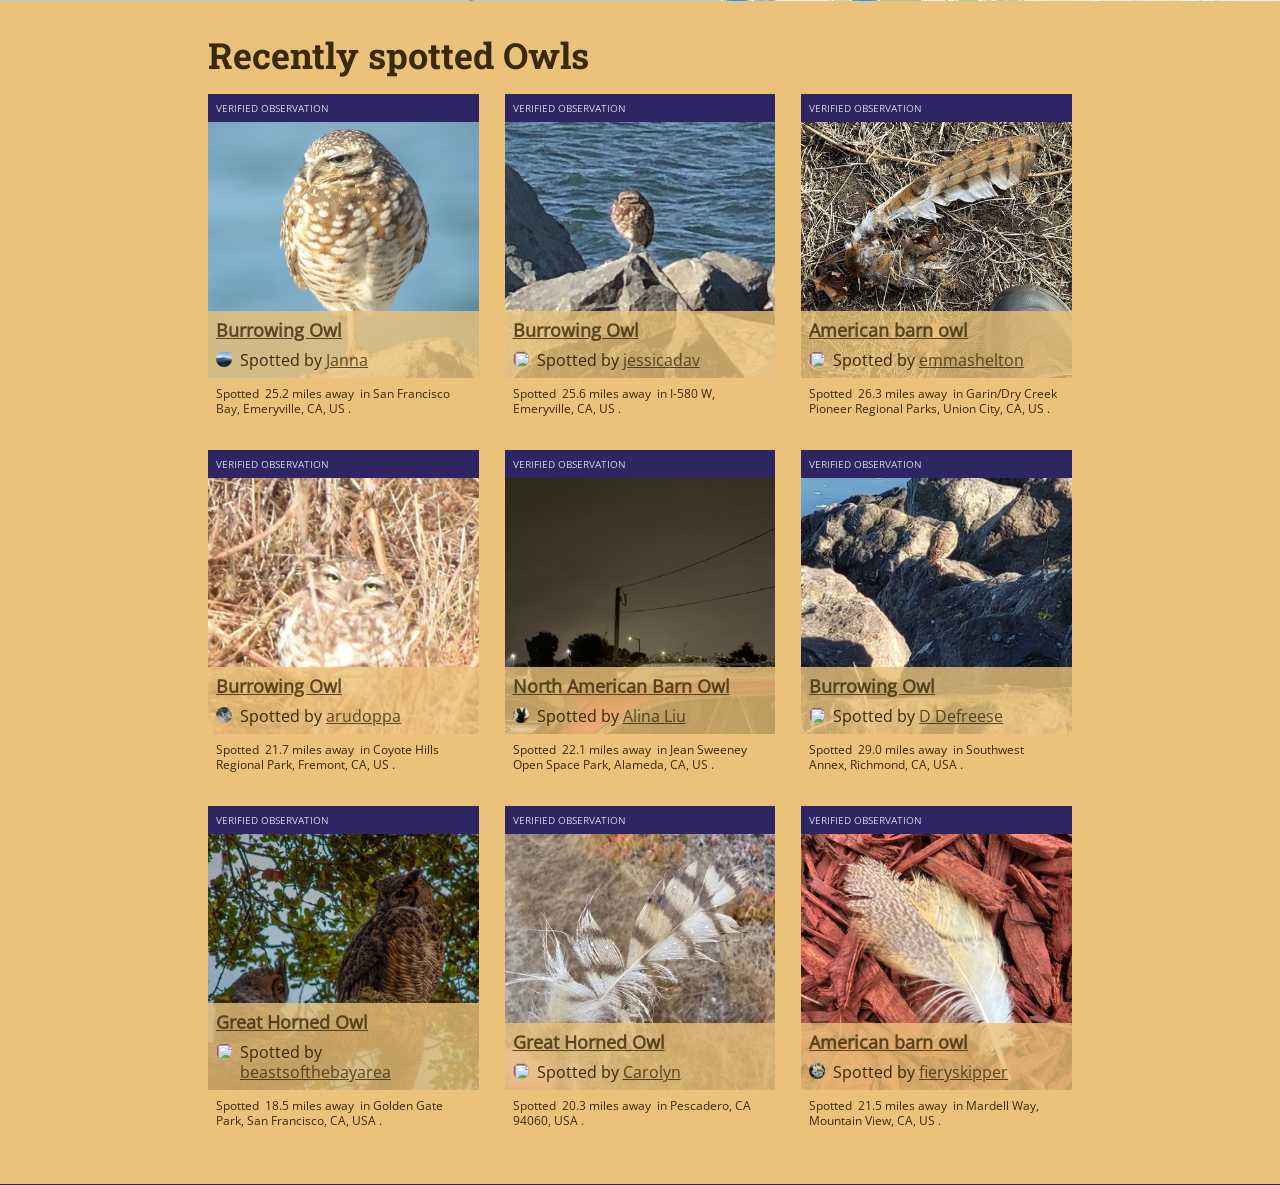 Recently spotted Owls
VERIFIED OBSERVATION
Burrowing Owl
Spotted by Janna
Spotted 25.2 miles away in San Francisco
Bay, Emeryville, CA, US .
VERIFIED OBSERVATION
Burrowing Owl
Spotted by jessicadav
Spotted 25.6 miles away in I-580 W,
Emeryville, CA, US .
VERIFIED OBSERVATION
American barn owl
Spotted by emmashelton
Spotted 26.3 miles away in Garin/Dry Creek
Pioneer Regional Parks, Union City, CA, US .
VERIFIED OBSERVATION
Burrowing Owl
Spotted by arudoppa
Spotted 21.7 miles away in Coyote Hills
Regional Park, Fremont, CA, US .
VERIFIED OBSERVATION
North American Barn Owl
Spotted by Alina Liu
Spotted 22.1 miles away in Jean Sweeney
Open Space Park, Alameda, CA, US .
VERIFIED OBSERVATION
Burrowing Owl
Spotted by D Defreese
Spotted 29.0 miles away in Southwest
Annex, Richmond, CA, USA .
VERIFIED OBSERVATION
Great Horned Owl
Spotted by
beastsofthebayarea
Spotted 18.5 miles away in Golden Gate
Park, San Francisco, CA, USA .
VERIFIED OBSERVATION
Great Horned Owl
Spotted by Carolyn
Spotted 20.3 miles away in Pescadero, CA
94060, USA .
VERIFIED OBSERVATION
American barn owl
Spotted by fieryskipper
Spotted 21.5 miles away in Mardell Way,
Mountain View, CA, US .